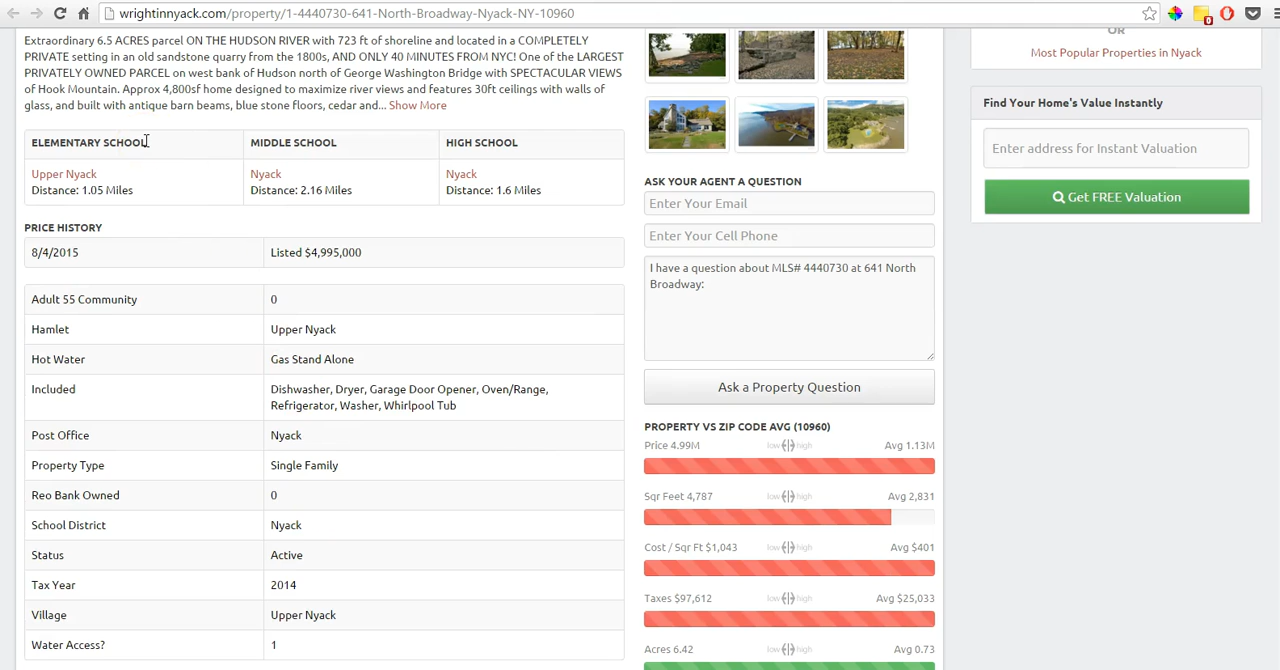 wrightinnyack.com/property/1-4440730-641-North-Broadway-Nyack-NY-10960
0
Extraordinary 6.5 ACRES parcel ON THE HUDSON RIVER with 723 ft of shoreline and located in a COMPLETELY
PRIVATE setting in an old sandstone quarry from the 1800s, AND ONLY 40 MINUTES FROM NYC! One of the LARGEST
PRIVATELY OWNED PARCEL on west bank of Hudson north of George Washington Bridge with SPECTACULAR VIEWS
of Hook Mountain. Approx 4,800sf home designed to maximize river views and features 30ft ceilings with walls of
glass, and built with antique barn beams, blue stone floors, cedar and... Show More
ELEMENTARY SCHOOL MIDDLE SCHOOL HIGH SCHOOL
Upper Nyack Nyack Nyack
Distance: 1.05 Miles Distance: 2.16 Miles Distance: 1.6 Miles
PRICE HISTORY
8/4/2015 Listed $4,995,000
Adult 55 Community 0
Hamlet Upper Nyack
Hot Water Gas Stand Alone
Included Dishwasher, Dryer, Garage Door Opener, Oven/Range,
Refrigerator, Washer, Whirlpool Tub
Post Office Nyack
Property Type Single Family
Reo Bank Owned 0
School District Nyack
Status Active
Tax Year 2014
Village Upper Nyack
Water Access? 1
ASK YOUR AGENT A QUESTION
Enter Your Email
Enter Your Cell Phone
I have a question about MLS# 4440730 at 641 North
Broadway:
Ask a Property Question
PROPERTY VS ZIP CODE AVG (10960)
Price 4.99M low high Avg 1.13M
Sqr Feet 4,787 low high Avg 2,831
Cost / Sqr Ft $1,043 low high Avg $401
Taxes $97,612 low high Avg $25,033
Acres 6.42 low high Avg 0.73
OR
Most Popular Properties in Nyack
Find Your Home's Value Instantly
Enter address for Instant Valuation
Get FREE Valuation